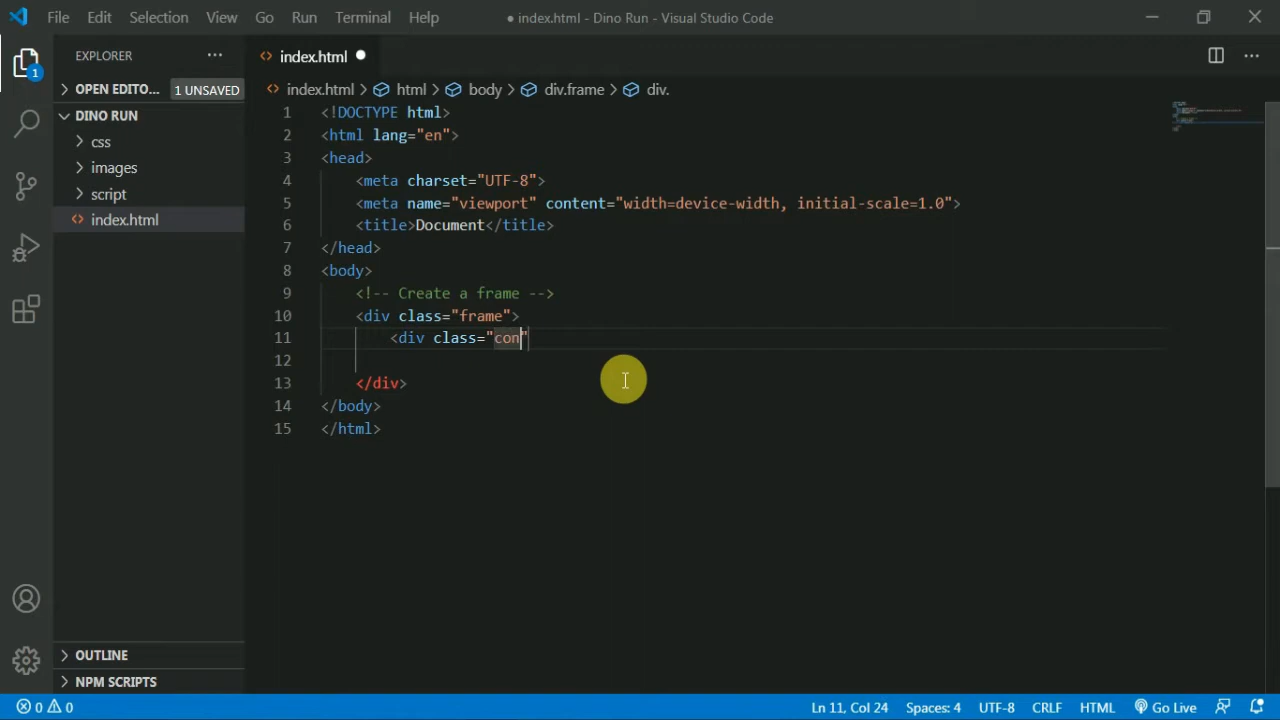 File Edit Selection View Go Run Terminal Help ● index.html - Dino Run - Visual Studio Code
EXPLORER ···
index.html ●
OPEN EDITO... 1 UNSAVED
index.html > html > body > div.frame > div.
DINO RUN
css
images
script
index.html
1 <!DOCTYPE html>
2 <html lang="en">
3 <head>
4 <meta charset="UTF-8">
5 <meta name="viewport" content="width=device-width, initial-scale=1.0">
6 <title>Document</title>
7 </head>
8 <body>
9 <!-- Create a frame -->
10 <div class="frame">
11 <div class="con"
12
13 </div>
14 </body>
15 </html>
1
OUTLINE
NPM SCRIPTS
0 0 Ln 11, Col 24 Spaces: 4 UTF-8 CRLF HTML Go Live